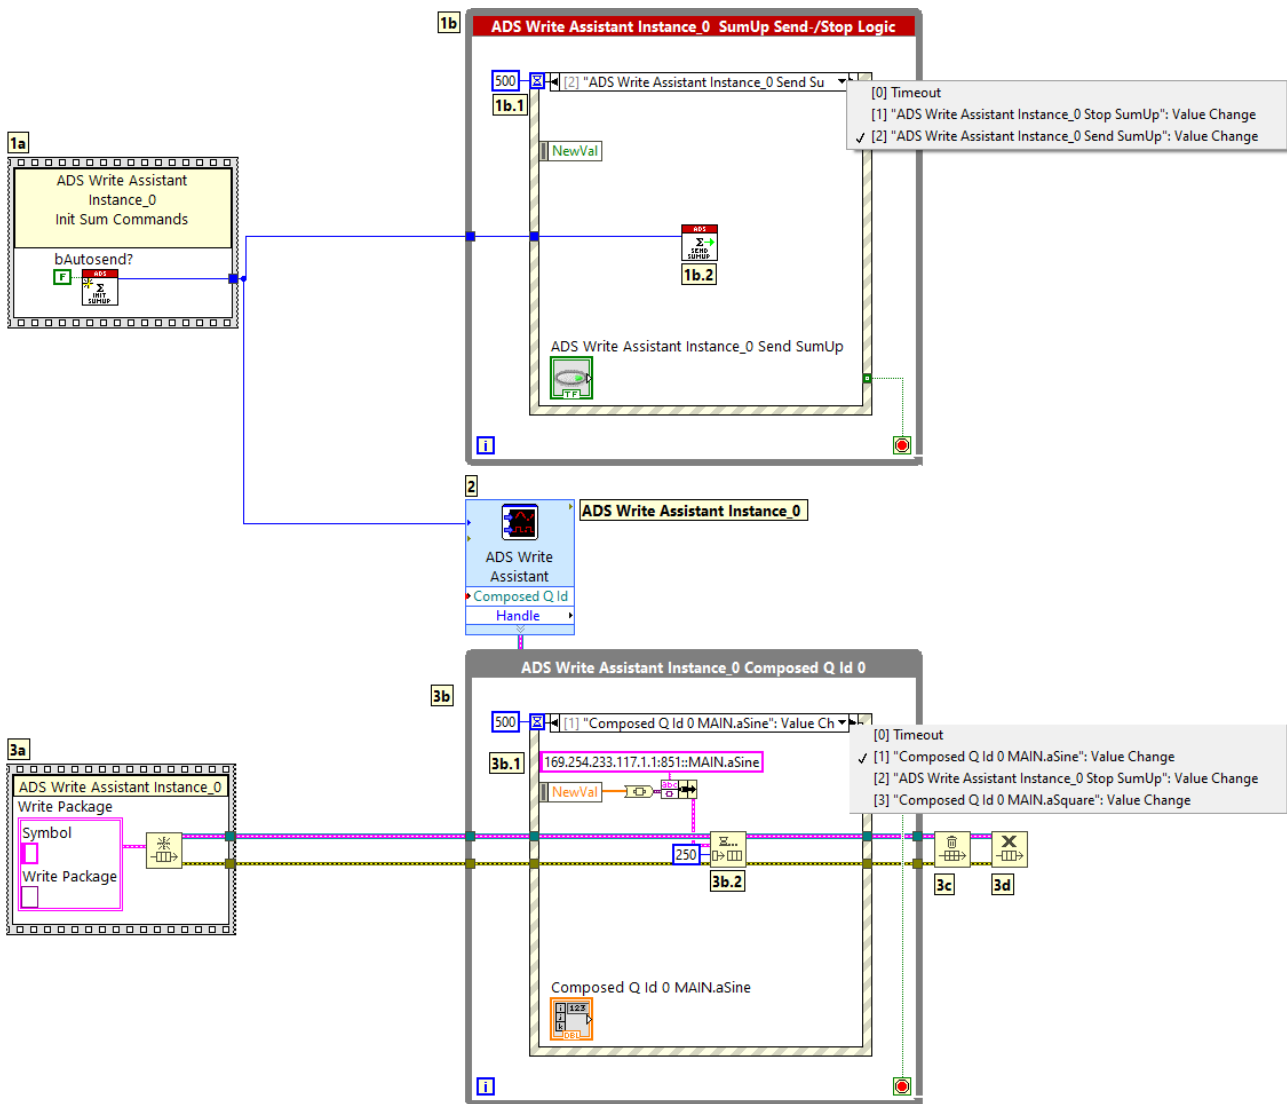 1b
ADS Write Assistant Instance_0 SumUp Send-/Stop Logic
500
[2] "ADS Write Assistant Instance_0 Send Su
1b.1
[0] Timeout
[1] "ADS Write Assistant Instance_0 Stop SumUp": Value Change
✓ [2] "ADS Write Assistant Instance_0 Send SumUp": Value Change
NewVal
1a
ADS Write Assistant
Instance_0
Init Sum Commands
bAutosend?
F
ADS
Σ
INIT
SUMUP
ADS
Σ
SEND
SUMUP
1b.2
ADS Write Assistant Instance_0 Send SumUp
TF
i
2
ADS Write Assistant Instance_0
ADS Write
Assistant
Composed Q Id
Handle
ADS Write Assistant Instance_0 Composed Q Id 0
3b
500
[1] "Composed Q Id 0 MAIN.aSine": Value Ch
3b.1
[0] Timeout
✓ [1] "Composed Q Id 0 MAIN.aSine": Value Change
[2] "ADS Write Assistant Instance_0 Stop SumUp": Value Change
[3] "Composed Q Id 0 MAIN.aSquare": Value Change
169.254.233.117.1.1:851::MAIN.aSine
NewVal
abc
3a
ADS Write Assistant Instance_0
Write Package
Symbol
Write Package
250
3b.2
3c
3d
Composed Q Id 0 MAIN.aSine
i
j
k
123
DBL
i